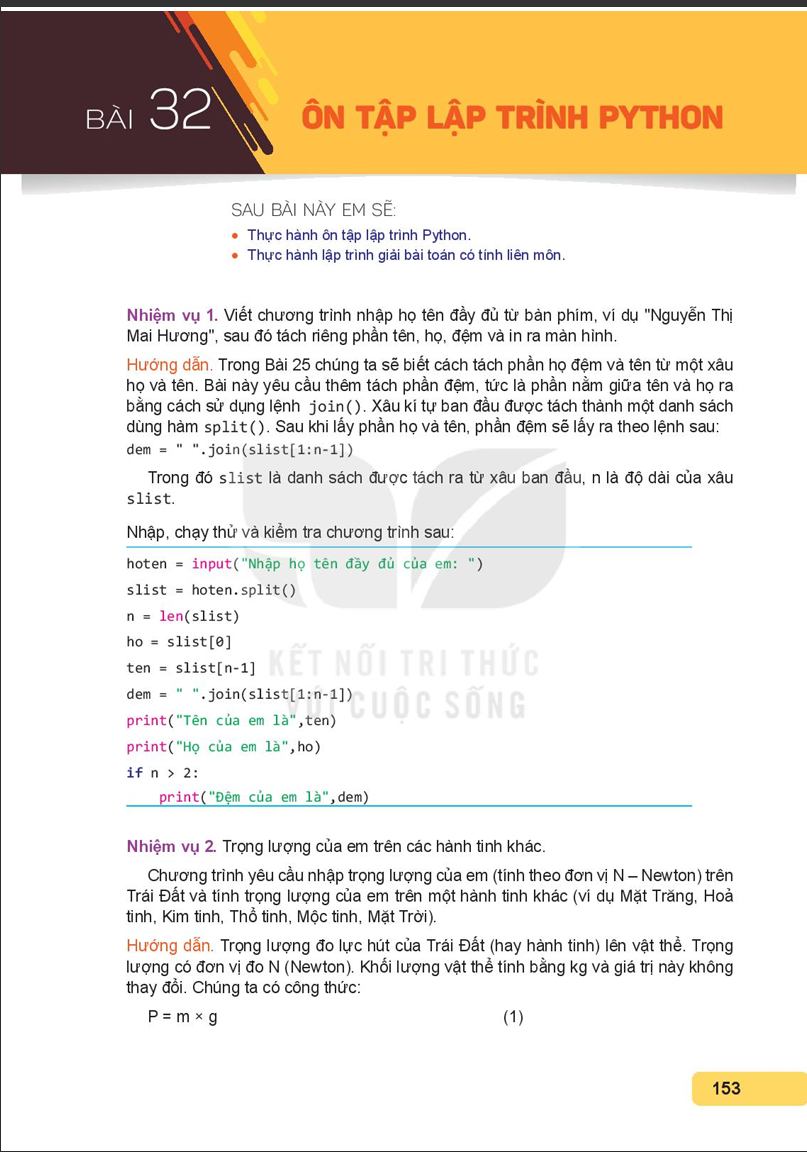 BÀI 32
ÔN TẬP LẬP TRÌNH PYTHON
SAU BÀI NÀY EM SẼ:
• Thực hành ôn tập lập trình Python.
• Thực hành lập trình giải bài toán có tính liên môn.
Nhiệm vụ 1. Viết chương trình nhập họ tên đầy đủ từ bàn phím, ví dụ "Nguyễn Thị
Mai Hương", sau đó tách riêng phần tên, họ, đệm và in ra màn hình.
Hướng dẫn. Trong Bài 25 chúng ta sẽ biết cách tách phần họ đệm và tên từ một xâu
họ và tên. Bài này yêu cầu thêm tách phần đệm, tức là phần nằm giữa tên và họ ra
bằng cách sử dụng lệnh join(). Xâu kí tự ban đầu được tách thành một danh sách
dùng hàm split(). Sau khi lấy phần họ và tên, phần đệm sẽ lấy ra theo lệnh sau:
dem = " ".join(slist[1:n-1])
Trong đó slist là danh sách được tách ra từ xâu ban đầu, n là độ dài của xâu
slist.
Nhập, chạy thử và kiểm tra chương trình sau:
hoten = input("Nhập họ tên đầy đủ của em: ")
slist = hoten.split()
n = len(slist)
ho = slist[0]
ten = slist[n-1]
dem = " ".join(slist[1:n-1])
print("Tên của em là",ten)
print("Họ của em là",ho)
if n > 2:
    print("Đệm của em là",dem)
KẾT NỐI TRI THỨC
VỚI CUỘC SỐNG
Nhiệm vụ 2. Trọng lượng của em trên các hành tinh khác.
Chương trình yêu cầu nhập trọng lượng của em (tính theo đơn vị N – Newton) trên
Trái Đất và tính trọng lượng của em trên một hành tinh khác (ví dụ Mặt Trăng, Hoả
tinh, Kim tinh, Thổ tinh, Mộc tinh, Mặt Trời).
Hướng dẫn. Trọng lượng đo lực hút của Trái Đất (hay hành tinh) lên vật thể. Trọng
lượng có đơn vị đo N (Newton). Khối lượng vật thể tính bằng kg và giá trị này không
thay đổi. Chúng ta có công thức:
P = m × g (1)
153